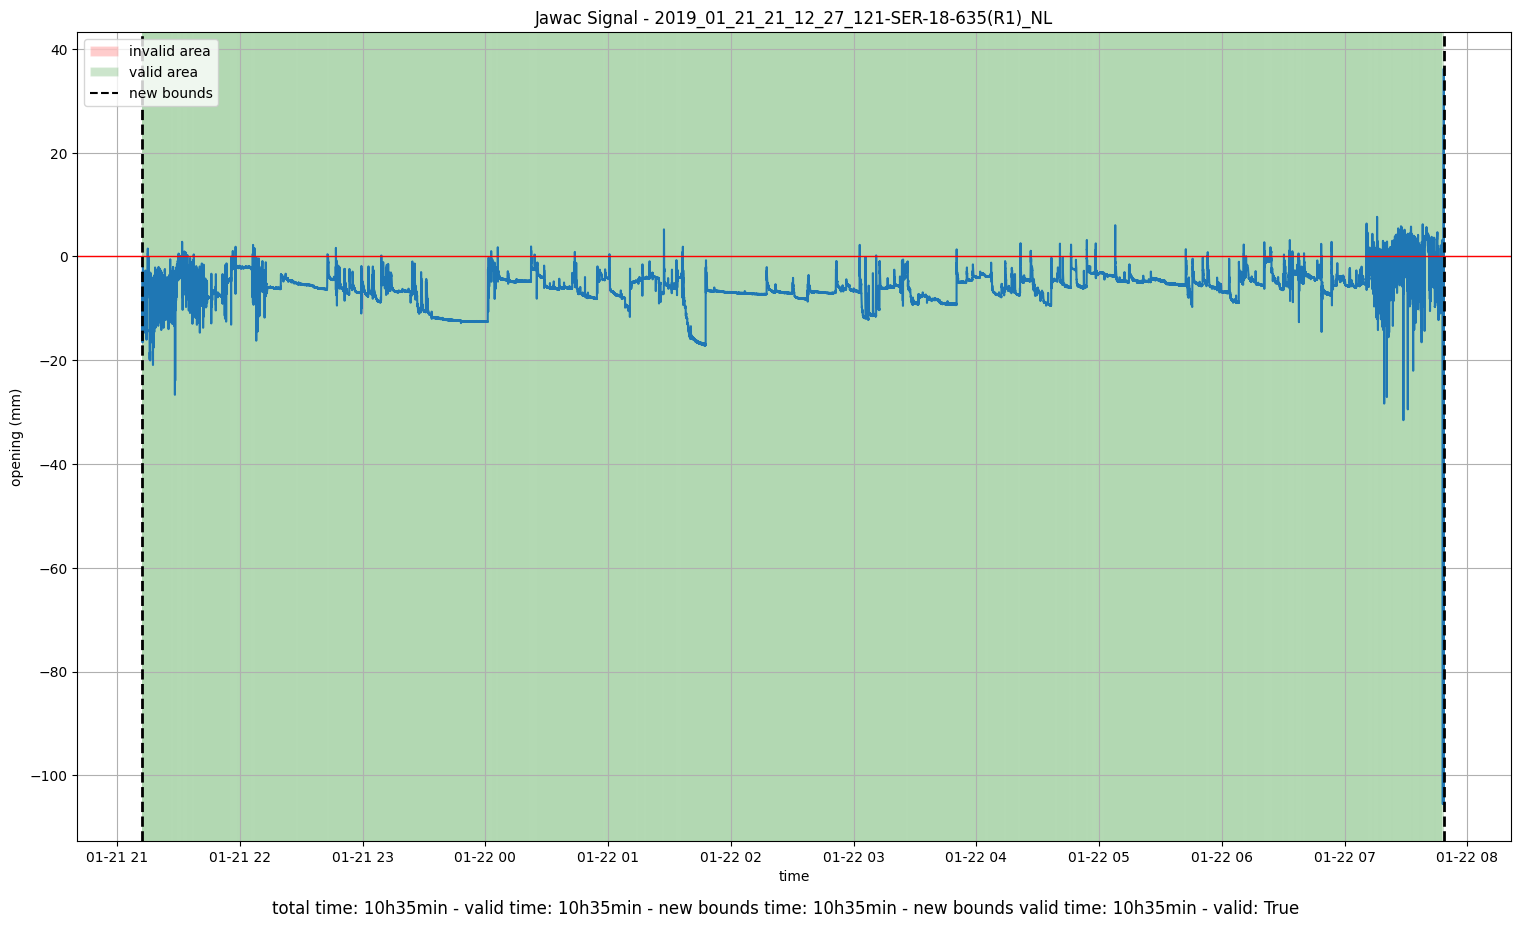 Jawac Signal - 2019_01_21_21_12_27_121-SER-18-635(R1)_NL
invalid area
valid area
new bounds
opening (mm)
40
20
0
−20
−40
−60
−80
−100
01-21 21
01-21 22
01-21 23
01-22 00
01-22 01
01-22 02
01-22 03
01-22 04
01-22 05
01-22 06
01-22 07
01-22 08
time
total time: 10h35min - valid time: 10h35min - new bounds time: 10h35min - new bounds valid time: 10h35min - valid: True